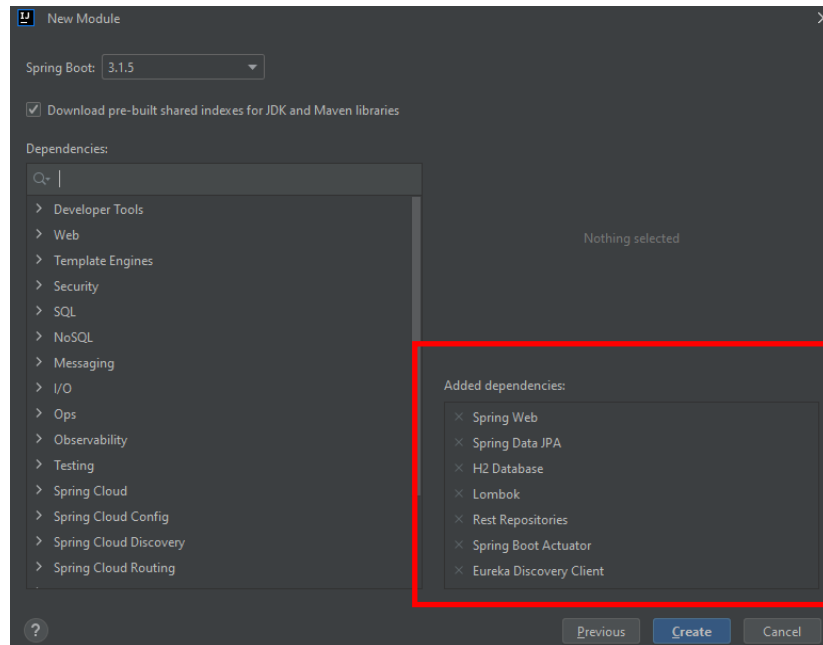 New Module
Spring Boot: 3.1.5
Download pre-built shared indexes for JDK and Maven libraries
Dependencies:
Developer Tools
Web
Template Engines
Security
SQL
NoSQL
Messaging
I/O
Ops
Observability
Testing
Spring Cloud
Spring Cloud Config
Spring Cloud Discovery
Spring Cloud Routing
Nothing selected
Added dependencies:
Spring Web
Spring Data JPA
H2 Database
Lombok
Rest Repositories
Spring Boot Actuator
Eureka Discovery Client
? Previous Create Cancel